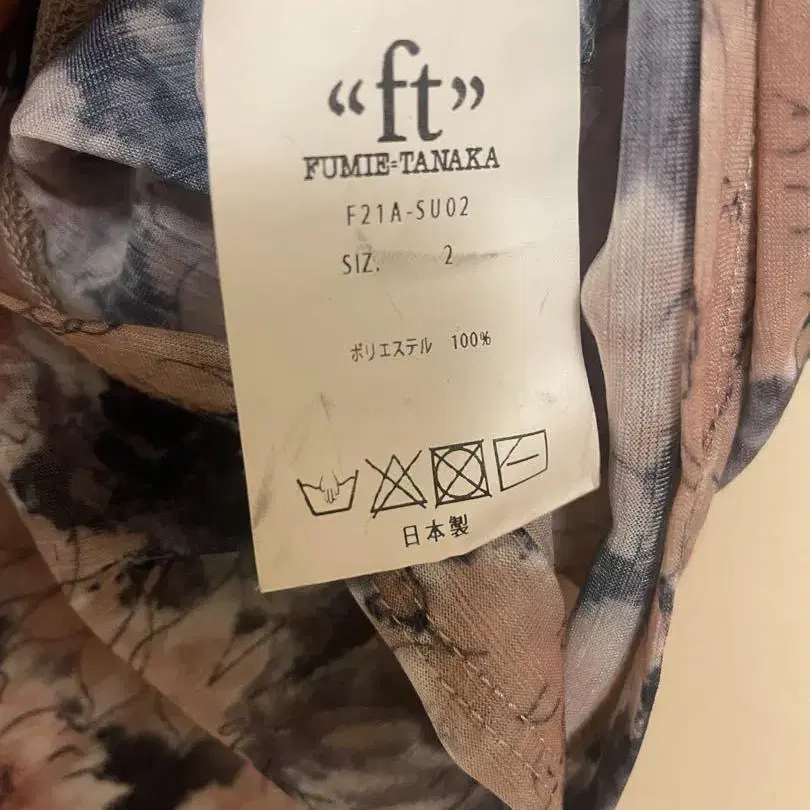 “ft”
FUMIE=TANAKA
F21A-SU02
SIZ. 2
ポリエステル 100%
日本製